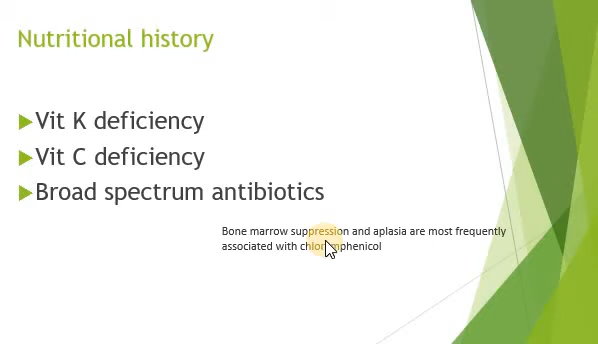 Nutritional history
Vit K deficiency
Vit C deficiency
Broad spectrum antibiotics
Bone marrow suppression and aplasia are most frequently
associated with chloramphenicol